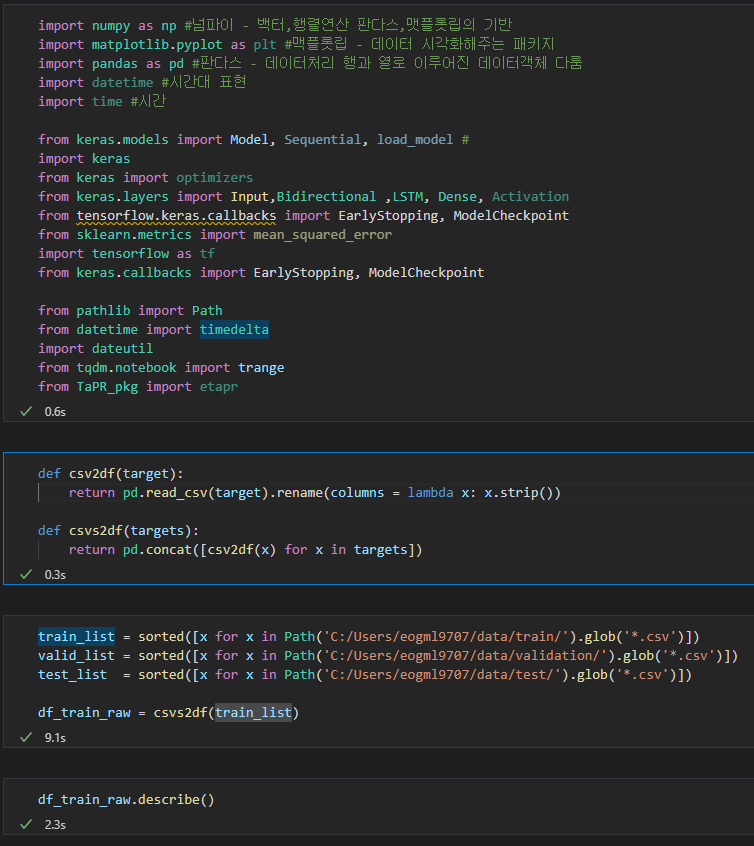 import numpy as np #넘파이 - 백터,행렬연산 판다스,맷플롯립의 기반
import matplotlib.pyplot as plt #맥플롯립 - 데이터 시각화해주는 패키지
import pandas as pd #판다스 - 데이터처리 행과 열로 이루어진 데이터객체 다룸
import datetime #시간대 표현
import time #시간
from keras.models import Model, Sequential, load_model #
import keras
from keras import optimizers
from keras.layers import Input,Bidirectional ,LSTM, Dense, Activation
from tensorflow.keras.callbacks import EarlyStopping, ModelCheckpoint
from sklearn.metrics import mean_squared_error
import tensorflow as tf
from keras.callbacks import EarlyStopping, ModelCheckpoint
from pathlib import Path
from datetime import timedelta
import dateutil
from tqdm.notebook import trange
from TaPR_pkg import etapr
0.6s
def csv2df(target):
    return pd.read_csv(target).rename(columns = lambda x: x.strip())
def csvs2df(targets):
    return pd.concat([csv2df(x) for x in targets])
0.3s
train_list = sorted([x for x in Path('C:/Users/eogml9707/data/train/').glob('*.csv')])
valid_list = sorted([x for x in Path('C:/Users/eogml9707/data/validation/').glob('*.csv')])
test_list  = sorted([x for x in Path('C:/Users/eogml9707/data/test/').glob('*.csv')])
df_train_raw = csvs2df(train_list)
9.1s
df_train_raw.describe()
2.3s